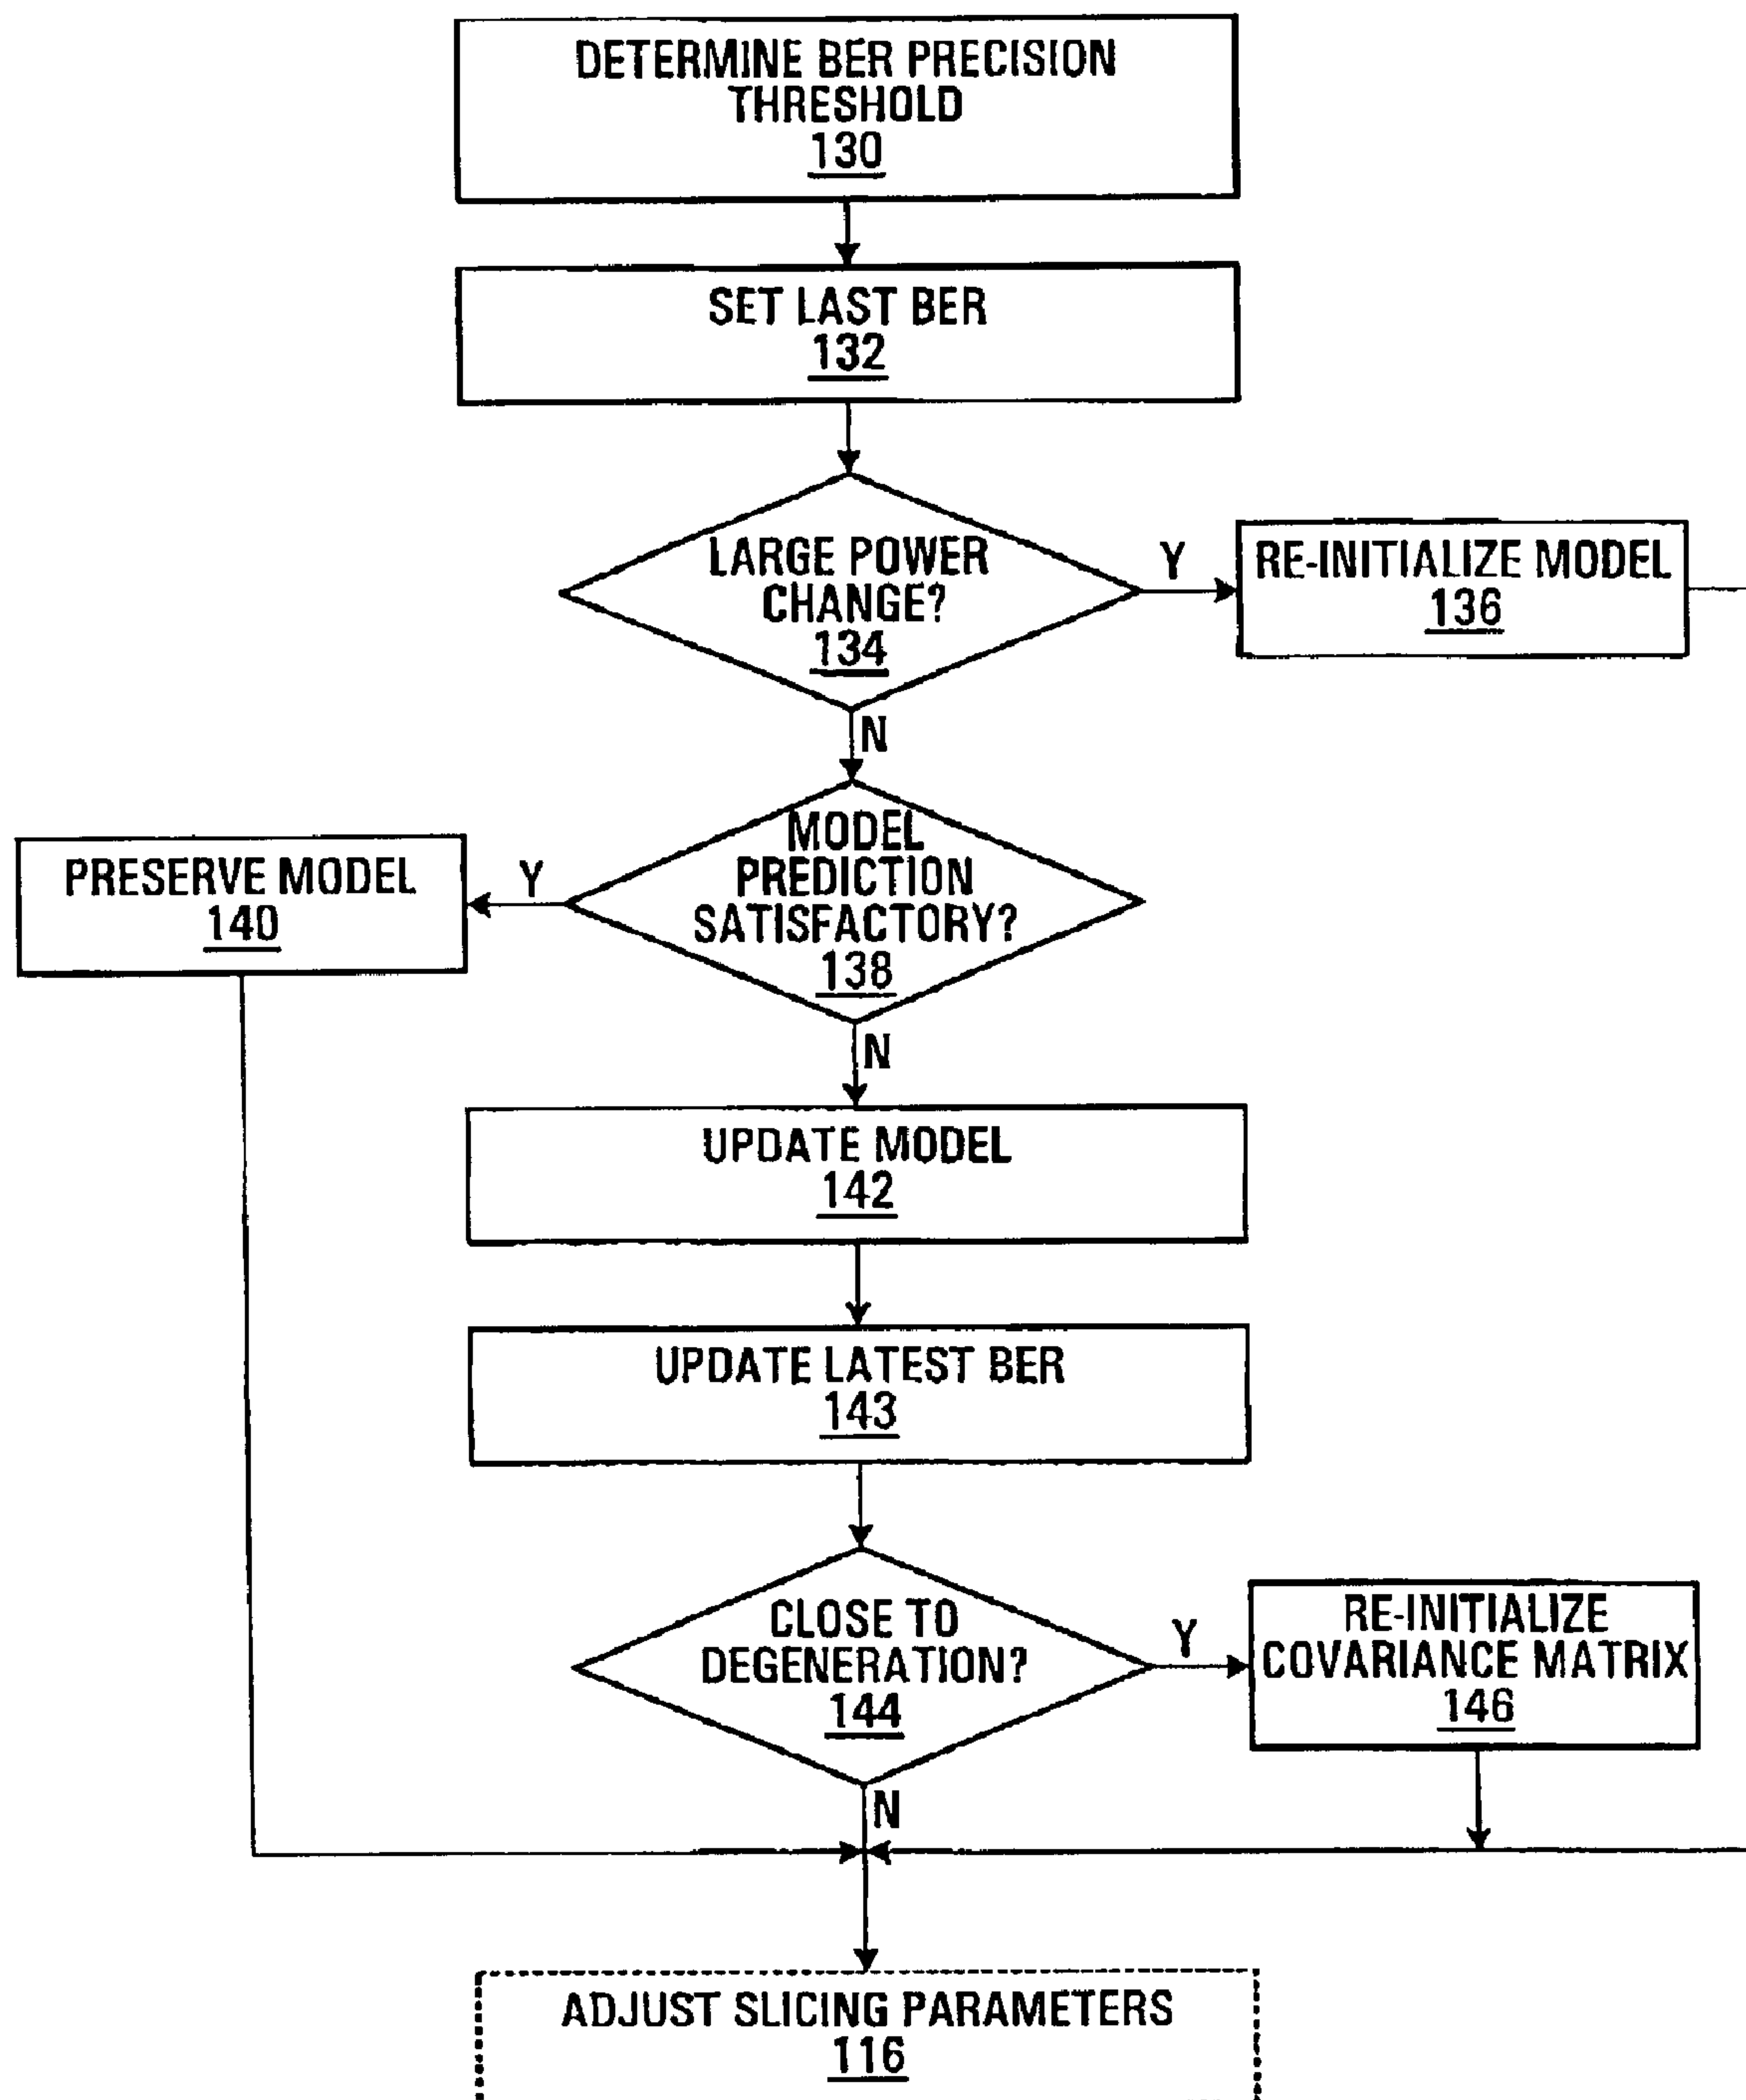 DETERMINE BER PRECISION
THRESHOLD
130
SET LAST BER
132
LARGE POWER
CHANGE?
134
Y
RE-INITIALIZE MODEL
136
N
MODEL
PREDICTION
SATISFACTORY?
138
Y
PRESERVE MODEL
140
N
UPDATE MODEL
142
UPDATE LATEST BER
143
CLOSE TO
DEGENERATION?
144
Y
RE-INITIALIZE
COVARIANCE MATRIX
146
N
ADJUST SLICING PARAMETERS
116